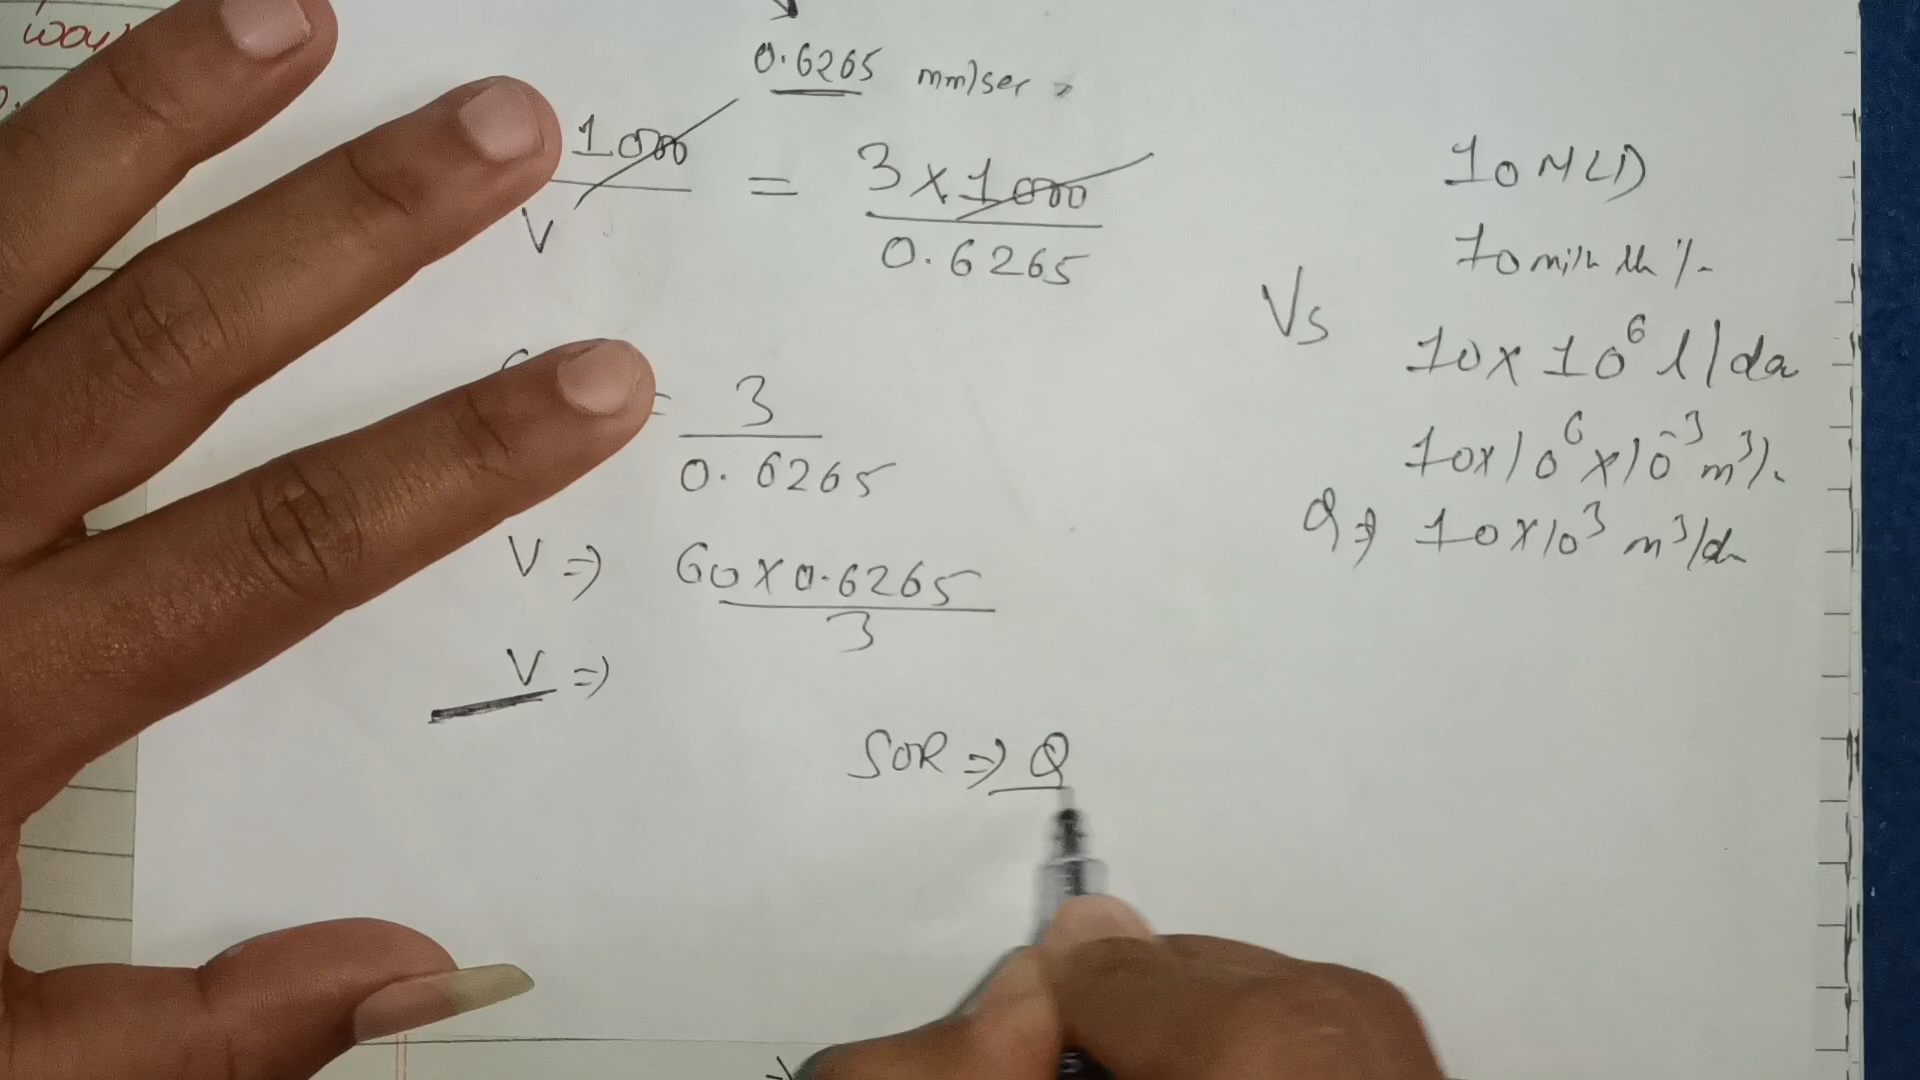 way
0.6265 mm/sec
1000 / V = 3 x 1000 / 0.6265
= 3 / 0.6265
V => 60 x 0.6265 / 3
V =>
SOR => Q
Vs
10 MLD
10
10 x 10^6 l/da
10 x 10^6 x 10^-3 m^3/-
Q => 10 x 10^3 m^3/da